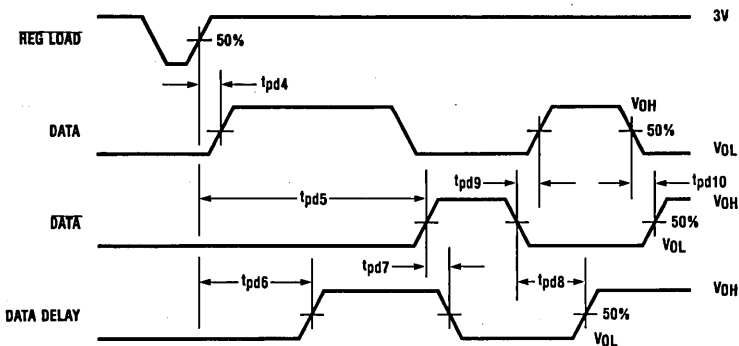 3V
REG LOAD
50%
tpd4
DATA
VOH
50%
VOL
tpd5
tpd9
tpd10
DATA
VOH
50%
VOL
tpd6
tpd7
tpd8
DATA DELAY
VOH
50%
VOL